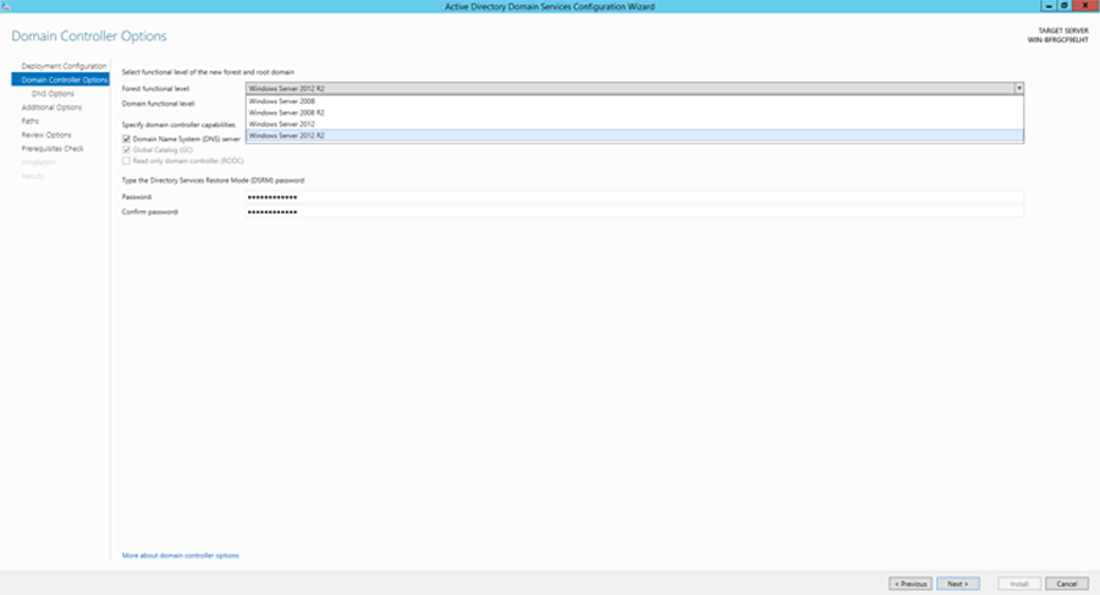 Active Directory Domain Services Configuration Wizard
Domain Controller Options
TARGET SERVER
WIN-BFRGCF9ELHT
Deployment Configuration
Domain Controller Options
DNS Options
Additional Options
Paths
Review Options
Prerequisites Check
Installation
Results
Select functional level of the new forest and root domain
Forest functional level:
Windows Server 2012 R2
Domain functional level:
Windows Server 2008
Windows Server 2008 R2
Windows Server 2012
Windows Server 2012 R2
Specify domain controller capabilities
Domain Name System (DNS) server
Global Catalog (GC)
Read only domain controller (RODC)
Type the Directory Services Restore Mode (DSRM) password
Password:
••••••••••••
Confirm password:
••••••••••••
More about domain controller options
< Previous
Next >
Install
Cancel